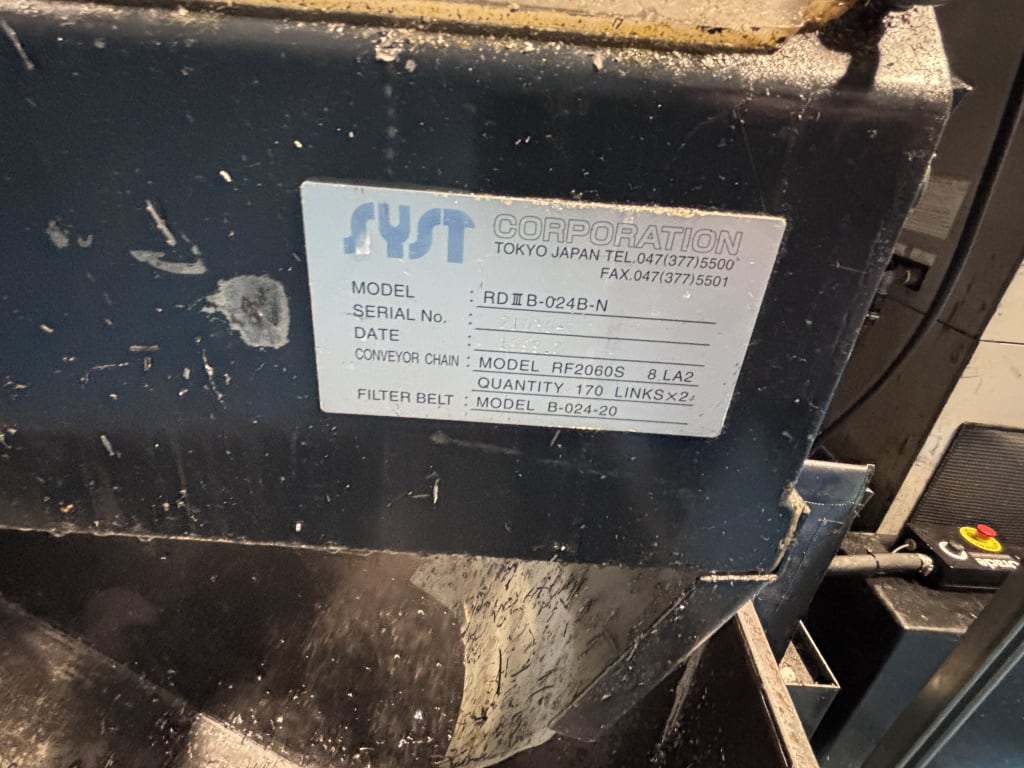 SYST CORPORATION
TOKYO JAPAN TEL.047(377)5500
FAX.047(377)5501
MODEL : RDⅢB-024B-N
SERIAL No. :
DATE :
CONVEYOR CHAIN : MODEL RF2060S 8.LA2
QUANTITY 170 LINKS×2
FILTER BELT : MODEL B-024-20